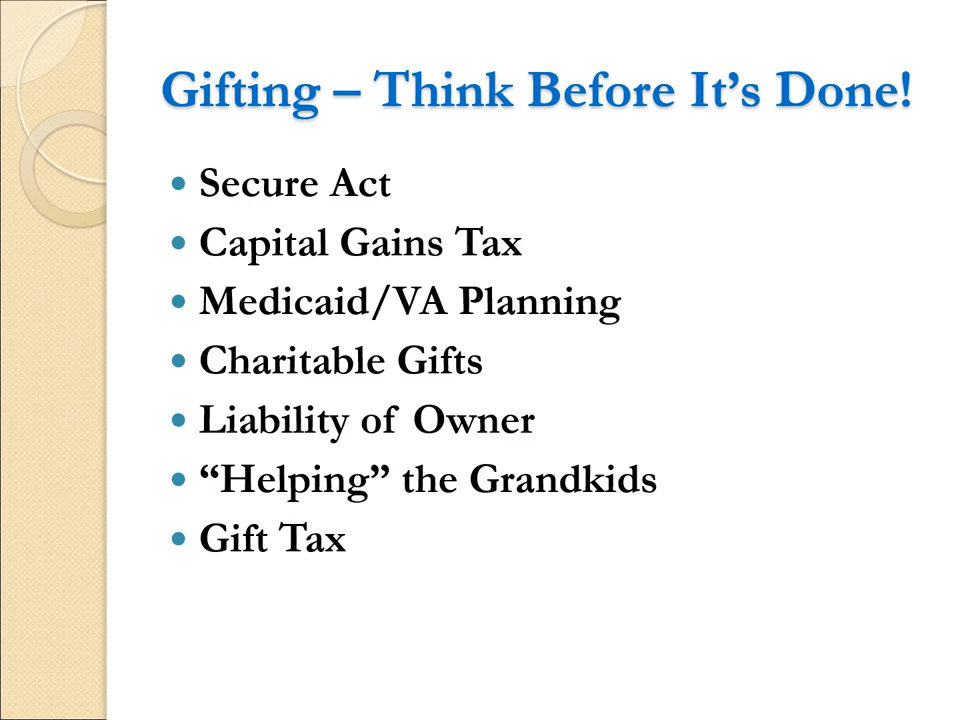 Gifting – Think Before It’s Done!
• Secure Act
• Capital Gains Tax
• Medicaid/VA Planning
• Charitable Gifts
• Liability of Owner
• “Helping” the Grandkids
• Gift Tax